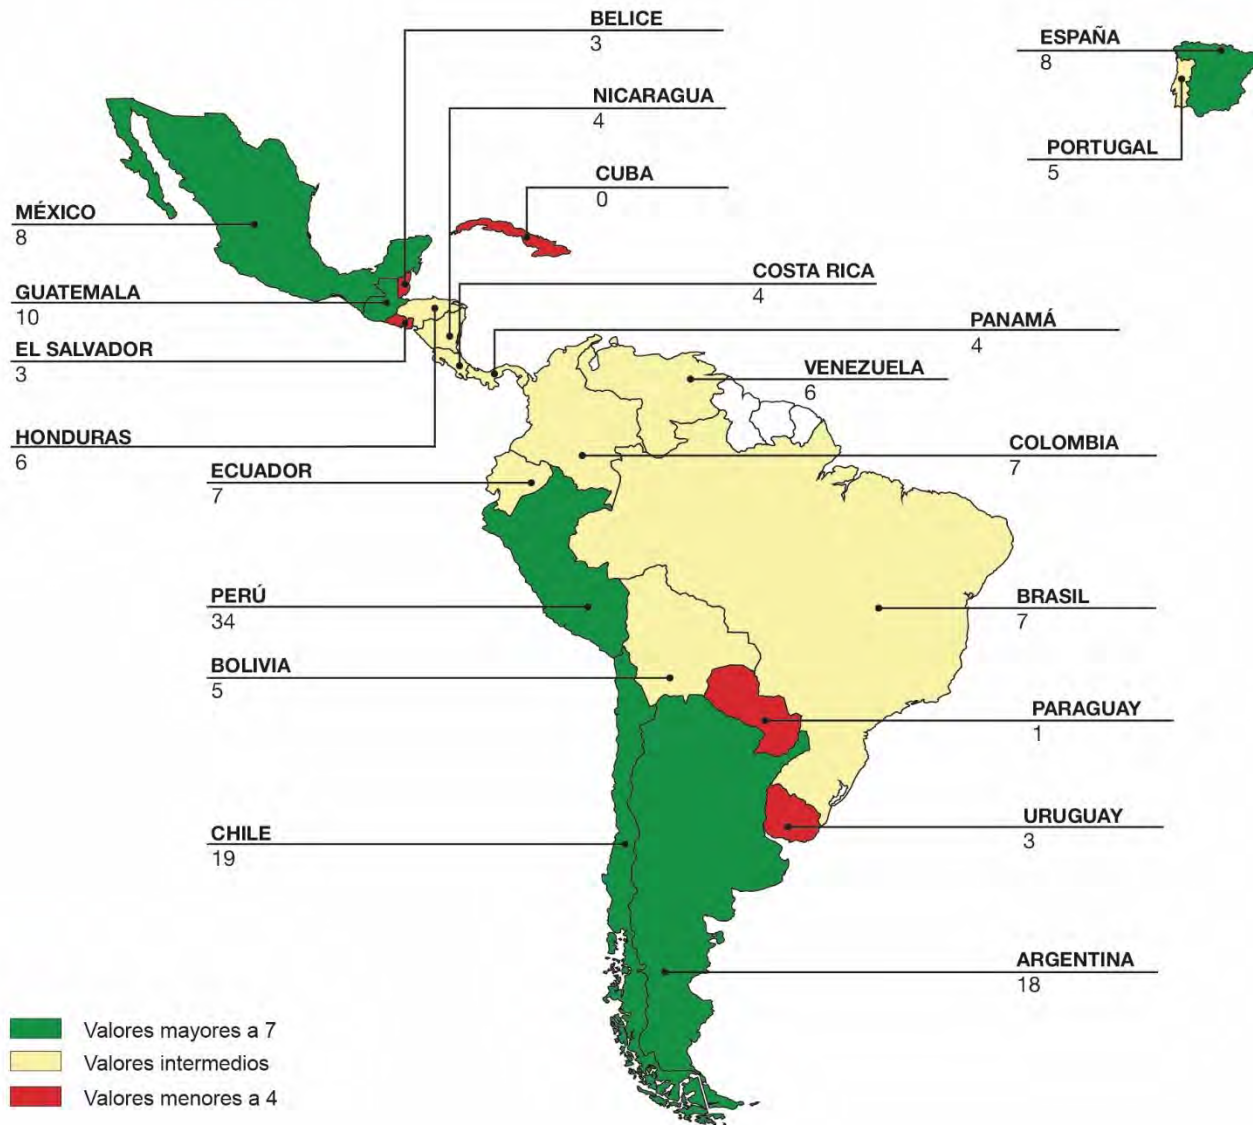 BELICE
3
ESPAÑA
8
NICARAGUA
4
PORTUGAL
5
CUBA
0
MÉXICO
8
COSTA RICA
4
GUATEMALA
10
PANAMÁ
4
EL SALVADOR
3
VENEZUELA
6
HONDURAS
6
COLOMBIA
7
ECUADOR
7
PERÚ
34
BRASIL
7
BOLIVIA
5
PARAGUAY
1
URUGUAY
3
CHILE
19
ARGENTINA
18
Valores mayores a 7
Valores intermedios
Valores menores a 4